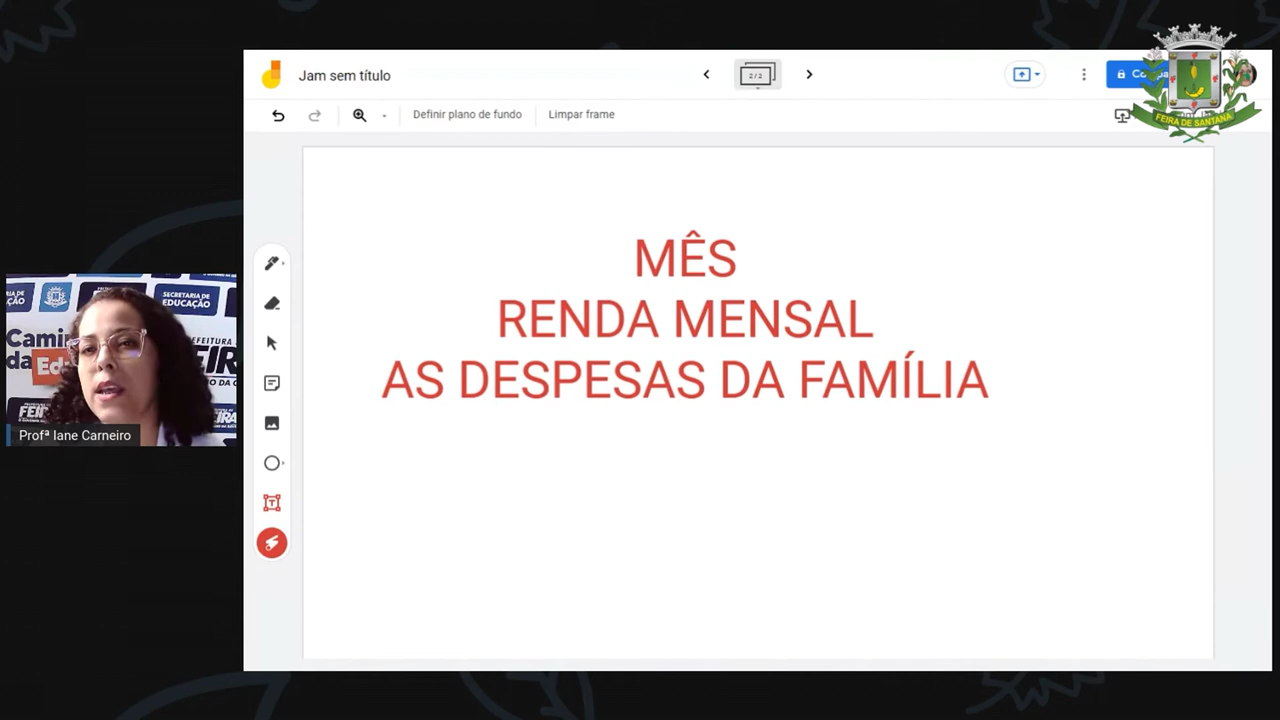 Jam sem título
2/2
Definir plano de fundo
Limpar frame
FEIRA DE SANTANA
MÊS
RENDA MENSAL
AS DESPESAS DA FAMÍLIA
SECRETARIA DE
EDUCAÇÃO
Profª Iane Carneiro